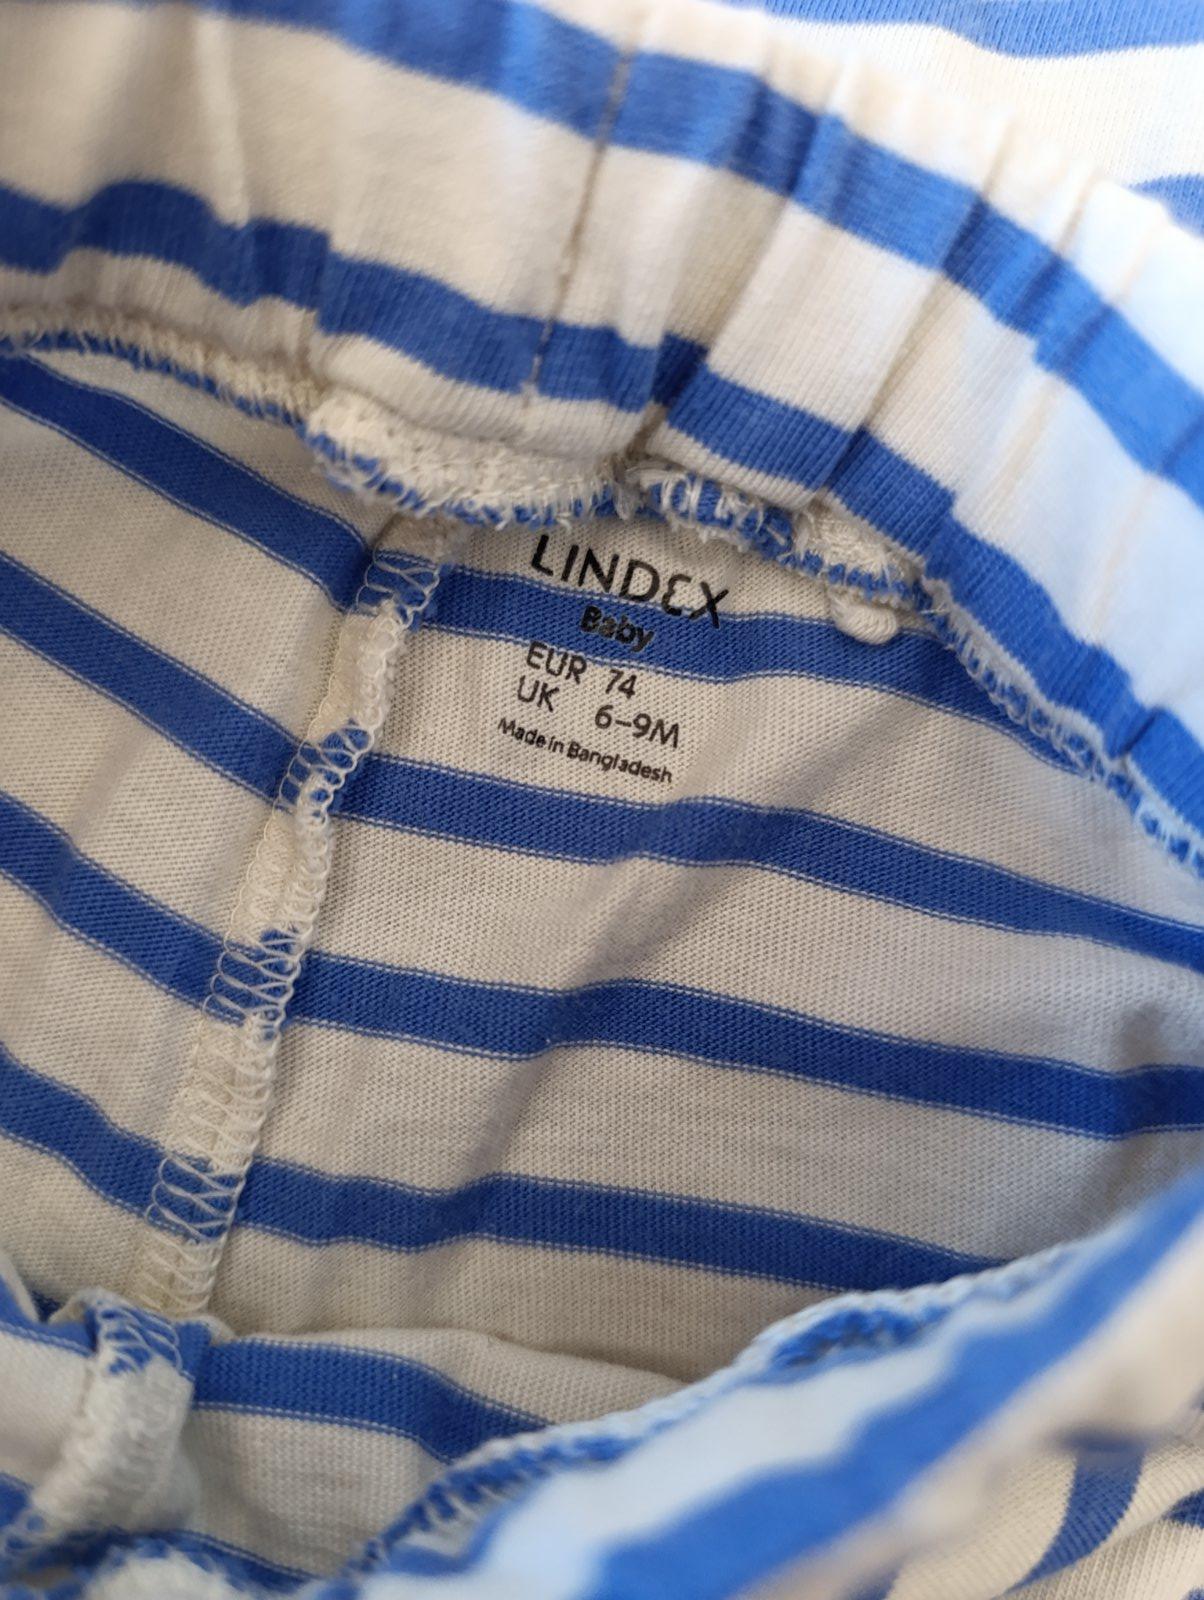 LINDEX
Baby
EUR 74
UK 6–9M
Made in Bangladesh